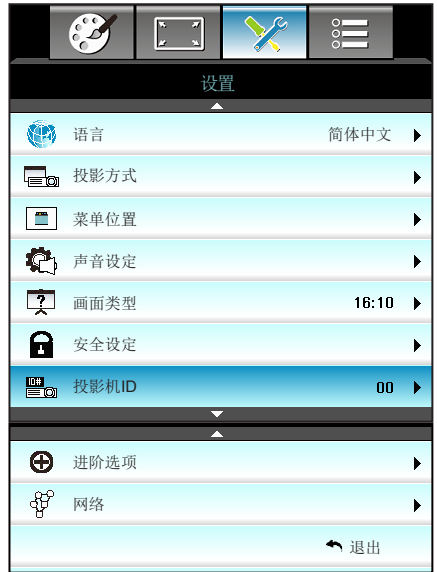 设置
语言 简体中文
投影方式
菜单位置
声音设定
画面类型 16:10
安全设定
ID#
投影机ID 00
进阶选项
网络
退出